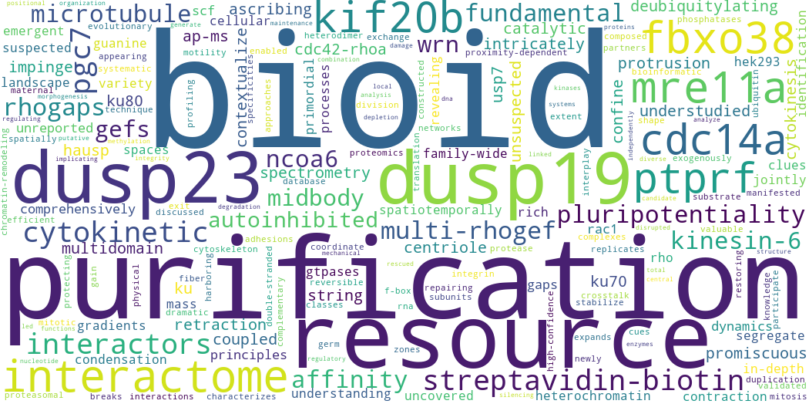 positional organization scf ascribing kif20b fundamental deubiquitylating phosphatases
microtubule cellular heterodimer exchange catalytic proteins
emergent evolutionary ap-ms motility enabled maintenance damage wrn intricately composed partners fbxo38
suspected guanine appearing cdc42-rhoa proximity-dependent bioinformatic
impinge pgc7 systematic contextualize specificities primordial processes combination revealing usp7 protrusion hek293
landscape maternal variety bioid mre11a
rhogaps morphogenesis ku80 profiling approaches local analysis kinases systems unsuspected confine shape ubiquitin understudied
regulating technique division depletion constructed dna extent analyze cytokinesis identification
unreported gefs hausp networks translation cdc14a
spatially putative methylation spaces ncoa6 proteomics family-wide linked interplay cues diverse exogenously independently clues
chromatin-remodeling implicating integrity spectrometry database dusp23 dusp19 ptprf jointly
efficient exit degradation midbody spatiotemporally rich candidate substrate manifested
comprehensively discussed autoinhibited pluripotentiality
cytokinetic multi-rhogef rac1 disrupted valuable
multidomain cytoskeleton adhesions centriole complexes replicates kinesin-6
protecting gain physical fiber harboring double-stranded coordinate mechanical protease integrin rescued rho total central structure
purification
ku gtpases reversible classes f-box crosstalk gaps ku70 stabilize restoring knowledge participate
mitotic functions mass dramatic complementary string rna repairing subunits
led gradients retraction resource high-confidence expands cues dynamics
interactors coupled germ zones newly enzymes segregate
condensation principles regulatory promiscuous
nucleotide interactome affinity streptavidin-biotin in-depth duplication validated
proteasomal breaks interactions characterizes understanding uncovered silencing heterochromatin contraction mitosis